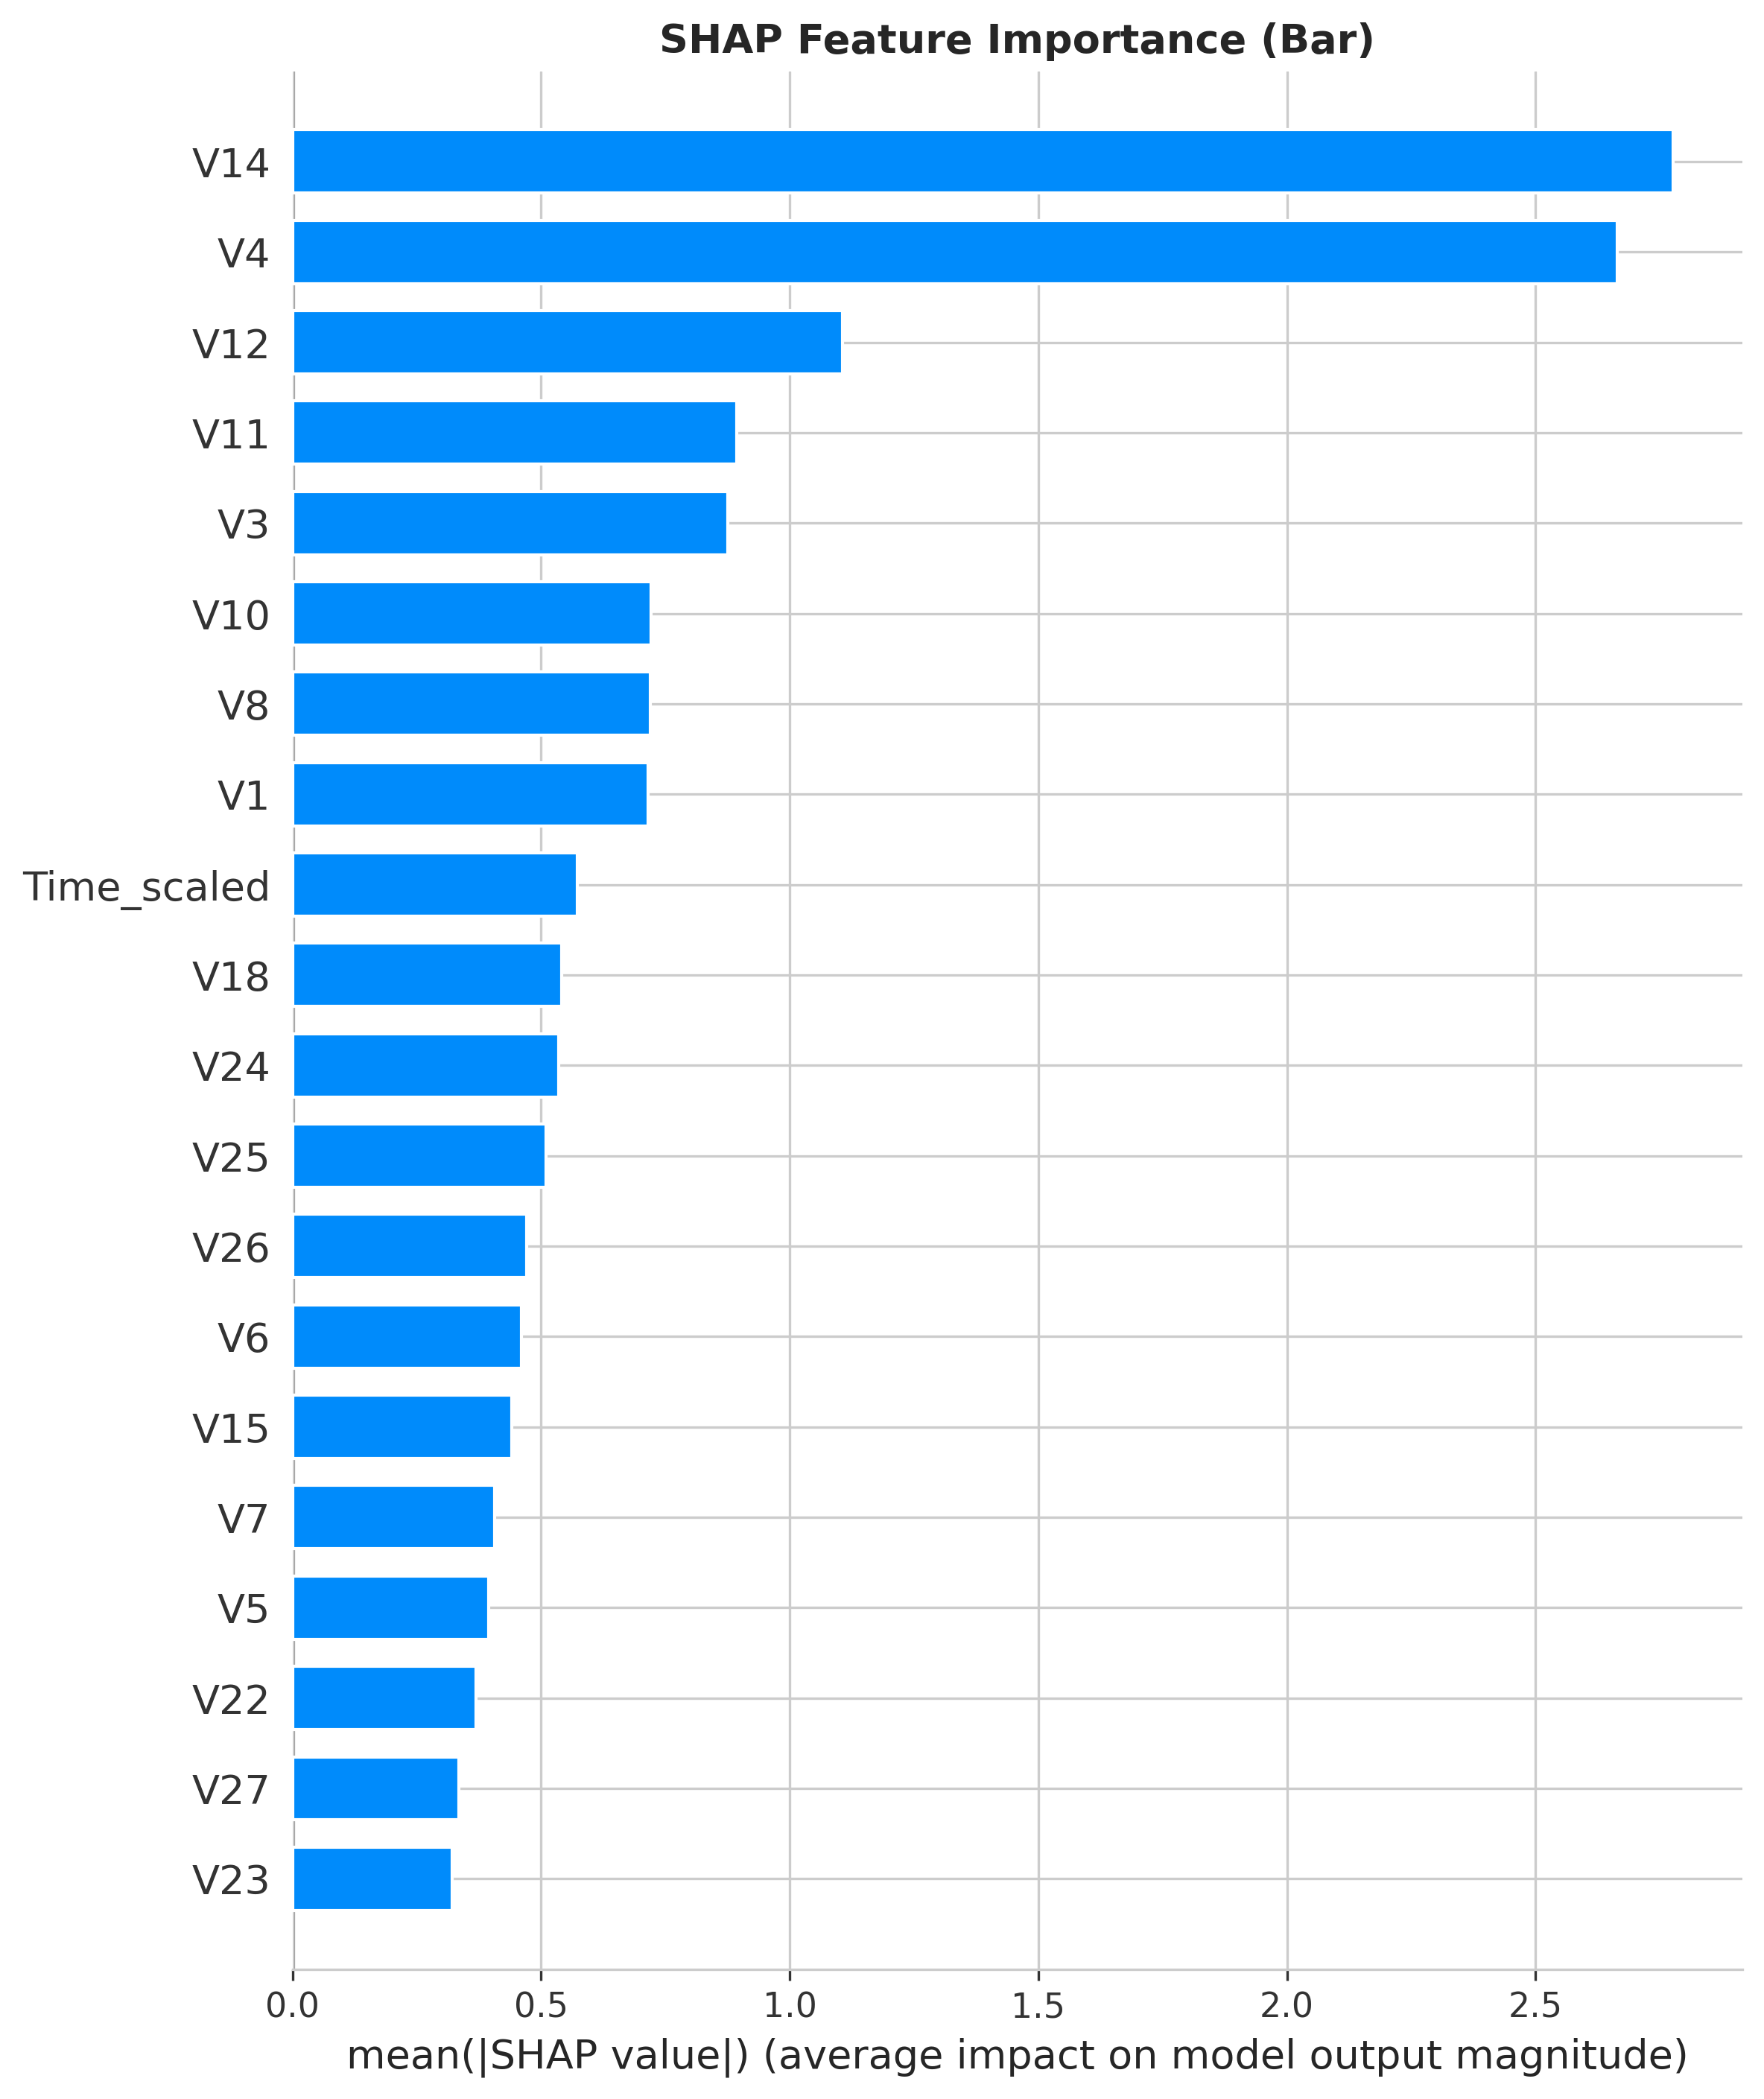 SHAP Feature Importance (Bar)
V14
V4
V12
V11
V3
V10
V8
V1
Time_scaled
V18
V24
V25
V26
V6
V15
V7
V5
V22
V27
V23
0.0 0.5 1.0 1.5 2.0 2.5
mean(|SHAP value|) (average impact on model output magnitude)